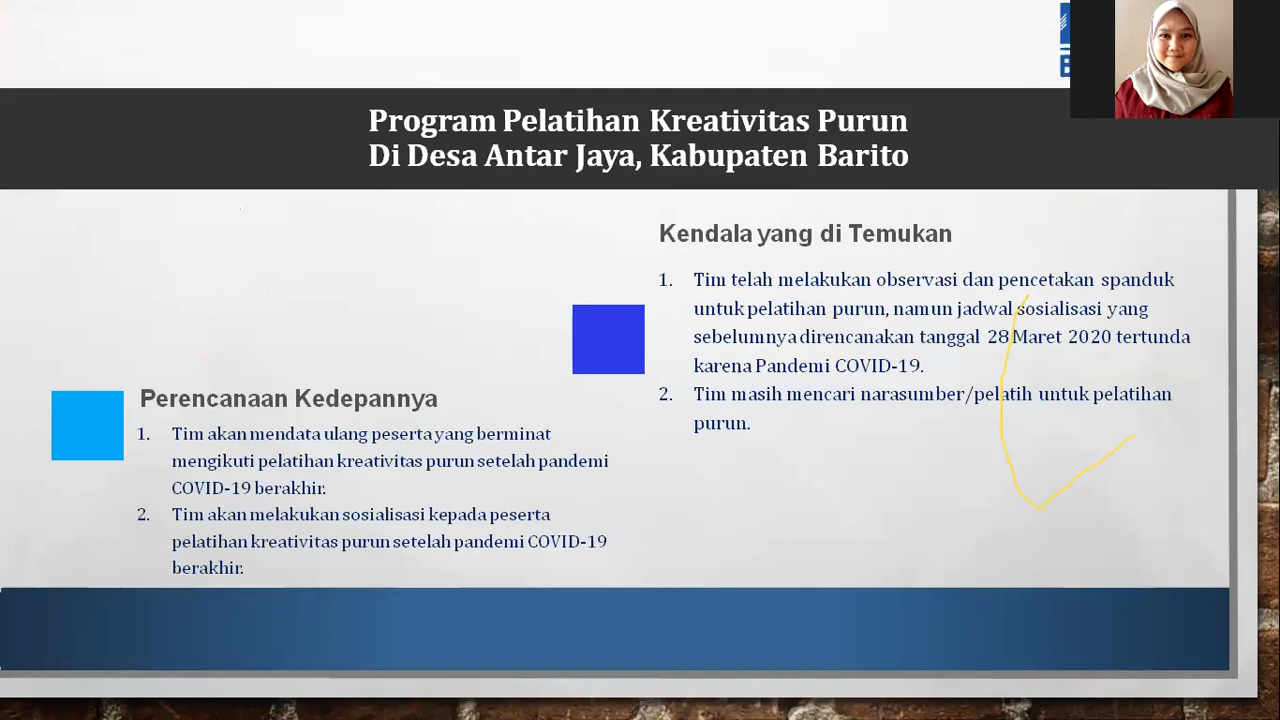 Program Pelatihan Kreativitas Purun
Di Desa Antar Jaya, Kabupaten Barito
Kendala yang di Temukan
1. Tim telah melakukan observasi dan pencetakan spanduk
untuk pelatihan purun, namun jadwal sosialisasi yang
sebelumnya direncanakan tanggal 28 Maret 2020 tertunda
karena Pandemi COVID-19.
2. Tim masih mencari narasumber/pelatih untuk pelatihan
purun.
Perencanaan Kedepannya
1. Tim akan mendata ulang peserta yang berminat
mengikuti pelatihan kreativitas purun setelah pandemi
COVID-19 berakhir.
2. Tim akan melakukan sosialisasi kepada peserta
pelatihan kreativitas purun setelah pandemi COVID-19
berakhir.